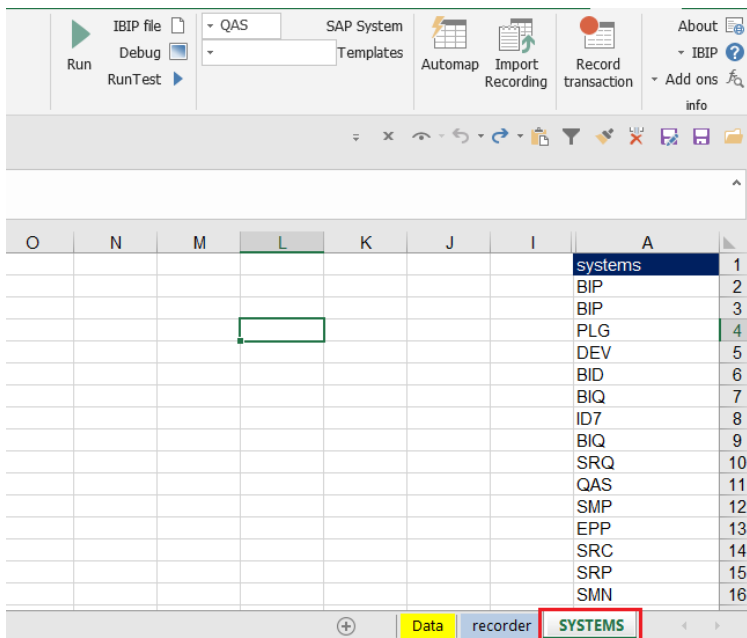 IBIP file QAS SAP System About
Debug Templates IBIP
Run Automap Import Recording Record transaction Add ons
RunTest
info
O N M L K J I A
systems 1
BIP 2
BIP 3
PLG 4
DEV 5
BID 6
BIQ 7
ID7 8
BIQ 9
SRQ 10
QAS 11
SMP 12
EPP 13
SRC 14
SRP 15
SMN 16
Data recorder SYSTEMS